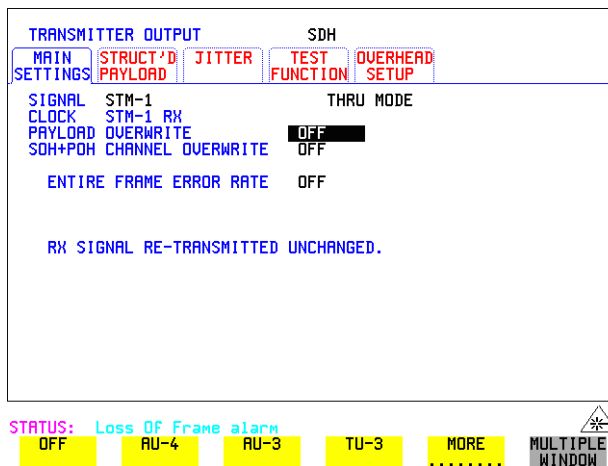 TRANSMITTER OUTPUT SDH
MAIN SETTINGS STRUCT'D PAYLOAD JITTER TEST FUNCTION OVERHEAD SETUP
SIGNAL STM-1 THRU MODE
CLOCK STM-1 RX
PAYLOAD OVERWRITE OFF
SOH+POH CHANNEL OVERWRITE OFF
ENTIRE FRAME ERROR RATE OFF
RX SIGNAL RE-TRANSMITTED UNCHANGED.
STATUS: Loss Of Frame alarm
OFF AU-4 AU-3 TU-3 MORE ........ MULTIPLE WINDOW